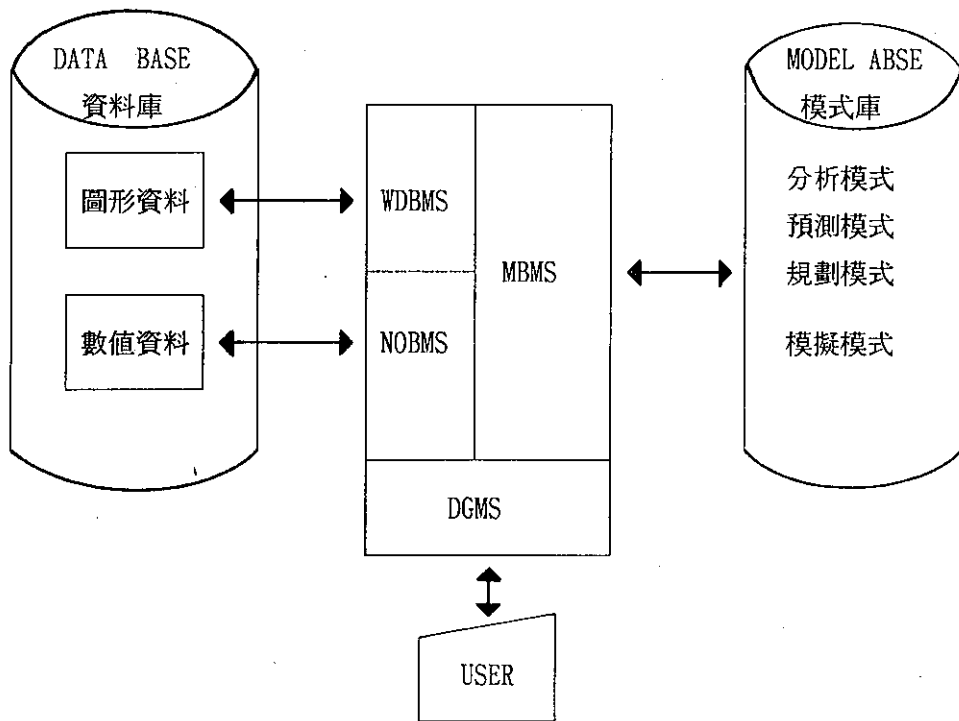 DATA BASE
資料庫
圖形資料
數值資料
WDBMS
NOBMS
MBMS
DGMS
USER
MODEL ABSE
模式庫
分析模式
預測模式
規劃模式
模擬模式